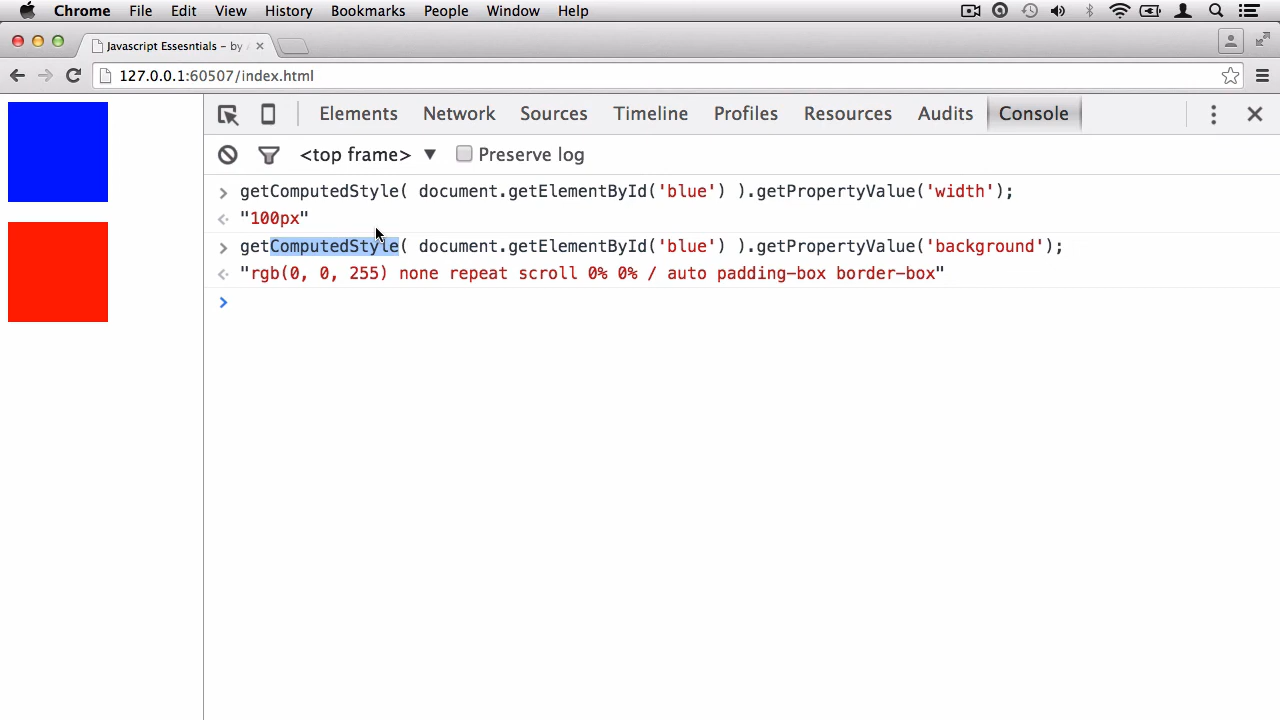 Chrome File Edit View History Bookmarks People Window Help
Javascript Essesntials – by
127.0.0.1:60507/index.html
Elements Network Sources Timeline Profiles Resources Audits Console
<top frame> ▼ Preserve log
> getComputedStyle( document.getElementById('blue') ).getPropertyValue('width');
"100px"
> getComputedStyle( document.getElementById('blue') ).getPropertyValue('background');
"rgb(0, 0, 255) none repeat scroll 0% 0% / auto padding-box border-box"
>